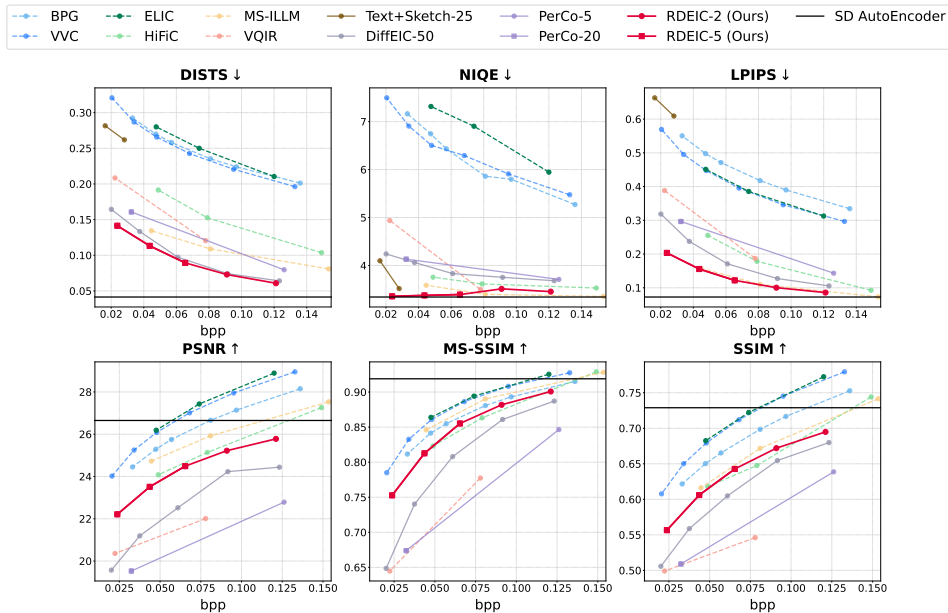 BPG ELIC MS-ILLM Text+Sketch-25 PerCo-5 RDEIC-2 (Ours) SD AutoEncoder
VVC HiFiC VQIR DiffEIC-50 PerCo-20 RDEIC-5 (Ours)
DISTS ↓ NIQE ↓ LPIPS ↓
0.30
0.25
0.20
0.15
0.10
0.05
0.02 0.04 0.06 0.08 0.10 0.12 0.14
bpp
7
6
5
4
0.02 0.04 0.06 0.08 0.10 0.12 0.14
bpp
0.6
0.5
0.4
0.3
0.2
0.1
0.02 0.04 0.06 0.08 0.10 0.12 0.14
bpp
PSNR ↑ MS-SSIM ↑ SSIM ↑
28
26
24
22
20
0.025 0.050 0.075 0.100 0.125 0.150
bpp
0.90
0.85
0.80
0.75
0.70
0.65
0.025 0.050 0.075 0.100 0.125 0.150
bpp
0.75
0.70
0.65
0.60
0.55
0.50
0.025 0.050 0.075 0.100 0.125 0.150
bpp